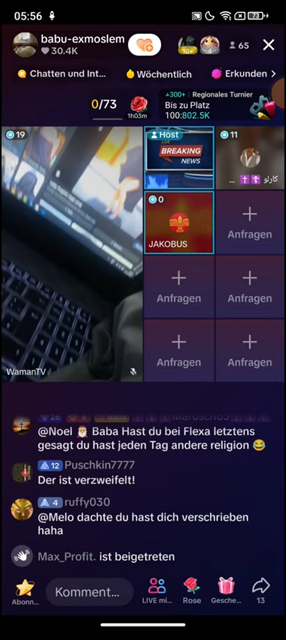 05:56
73
babu-exmoslem
30.4K
10+
65
Chatten und Int...
Wöchentlich
Erkunden
0/73
1h03m
+300↑ Regionales Turnier
Bis zu Platz
100:802.5K
19
Host
BREAKING
NEWS
11
كارلو
...
0
JAKOBUS
Anfragen
Anfragen
Anfragen
Anfragen
Anfragen
WamanTV
@Noel 🎅 Baba Hast du bei Flexa letztens
gesagt du hast jeden Tag andere religion 😂
12 Puschkin7777
Der ist verzweifelt!
4 ruffy030
@Melo dachte du hast dich verschrieben
haha
Max_Profit. ist beigetreten
Komment...
Abonn...
LIVE mi...
Rose
Gesche...
13